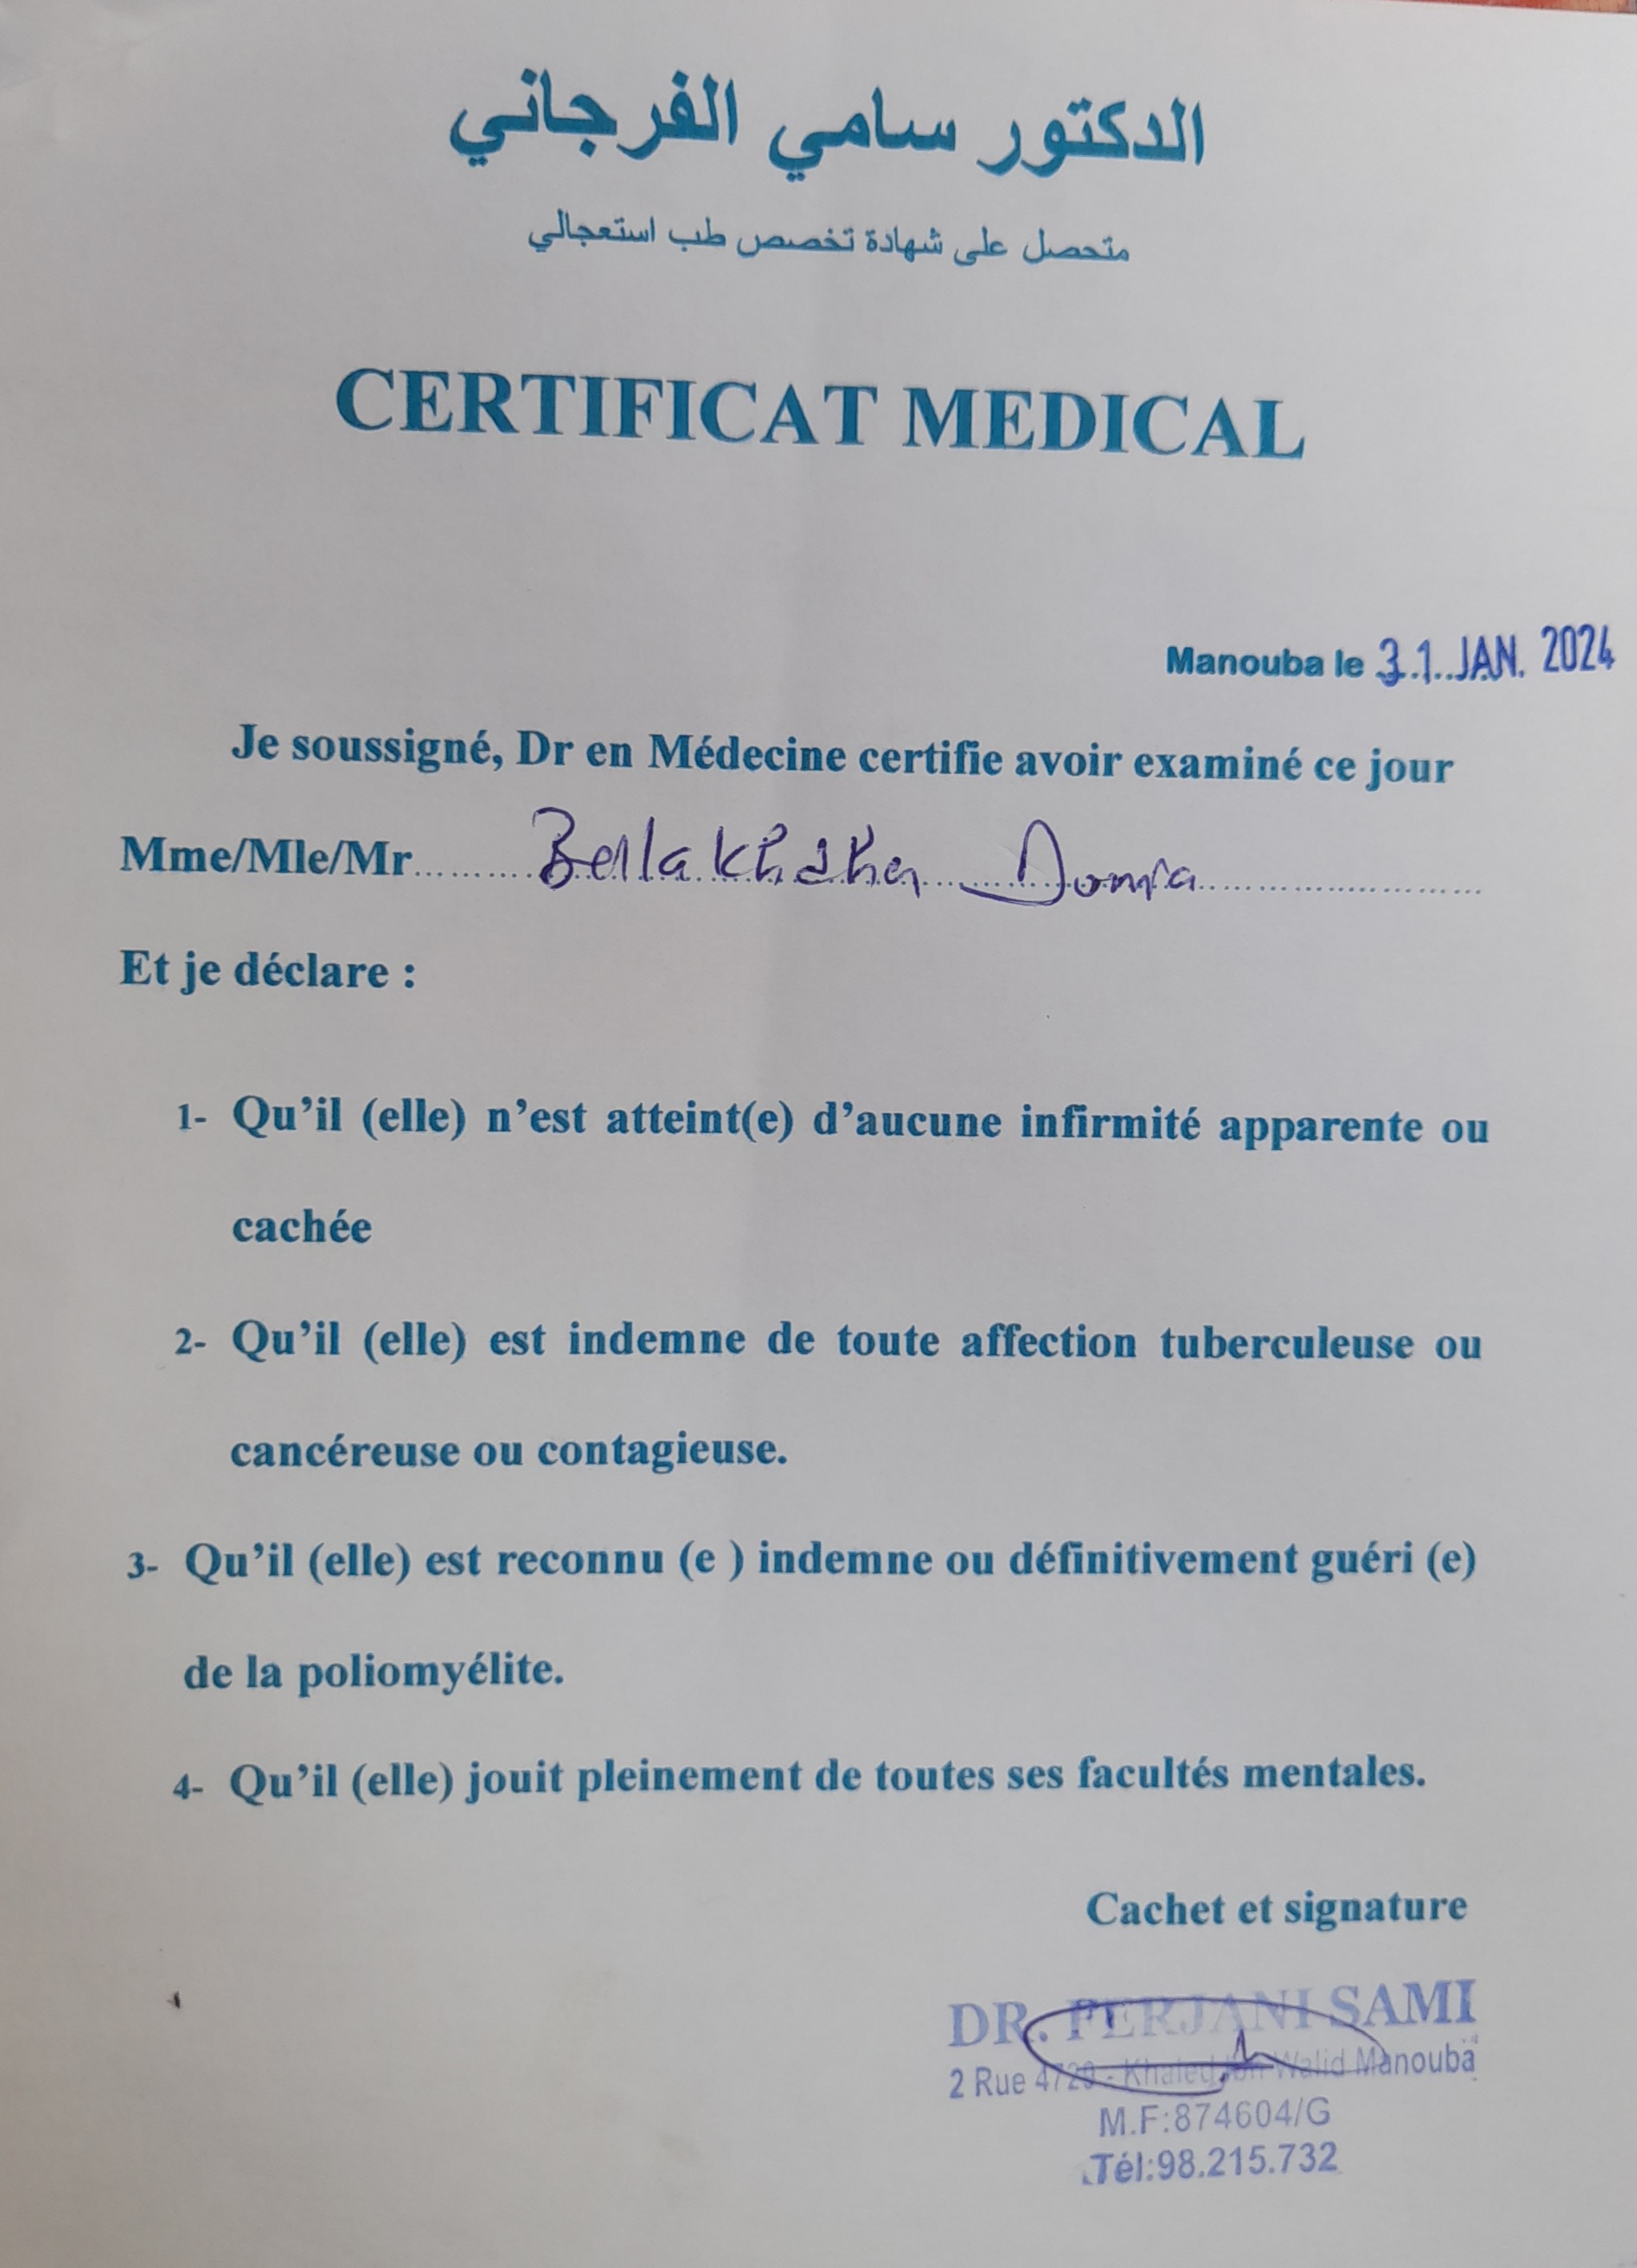 الدكتور سامي الفرجاني
متحصل على شهادة تخصص طب استعجالي
CERTIFICAT MEDICAL
Manouba le 31 JAN. 2024
Je soussigné, Dr en Médecine certifie avoir examiné ce jour
Mme/Mle/Mr
Et je déclare :
1- Qu’il (elle) n’est atteint(e) d’aucune infirmité apparente ou
cachée
2- Qu’il (elle) est indemne de toute affection tuberculeuse ou
cancéreuse ou contagieuse.
3- Qu’il (elle) est reconnu (e ) indemne ou définitivement guéri (e)
de la poliomyélite.
4- Qu’il (elle) jouit pleinement de toutes ses facultés mentales.
Cachet et signature
DR. FERJANI SAMI
2 Rue 4720 - Khaled Ibn Walid Manouba
M.F:874604/G
Tél:98.215.732